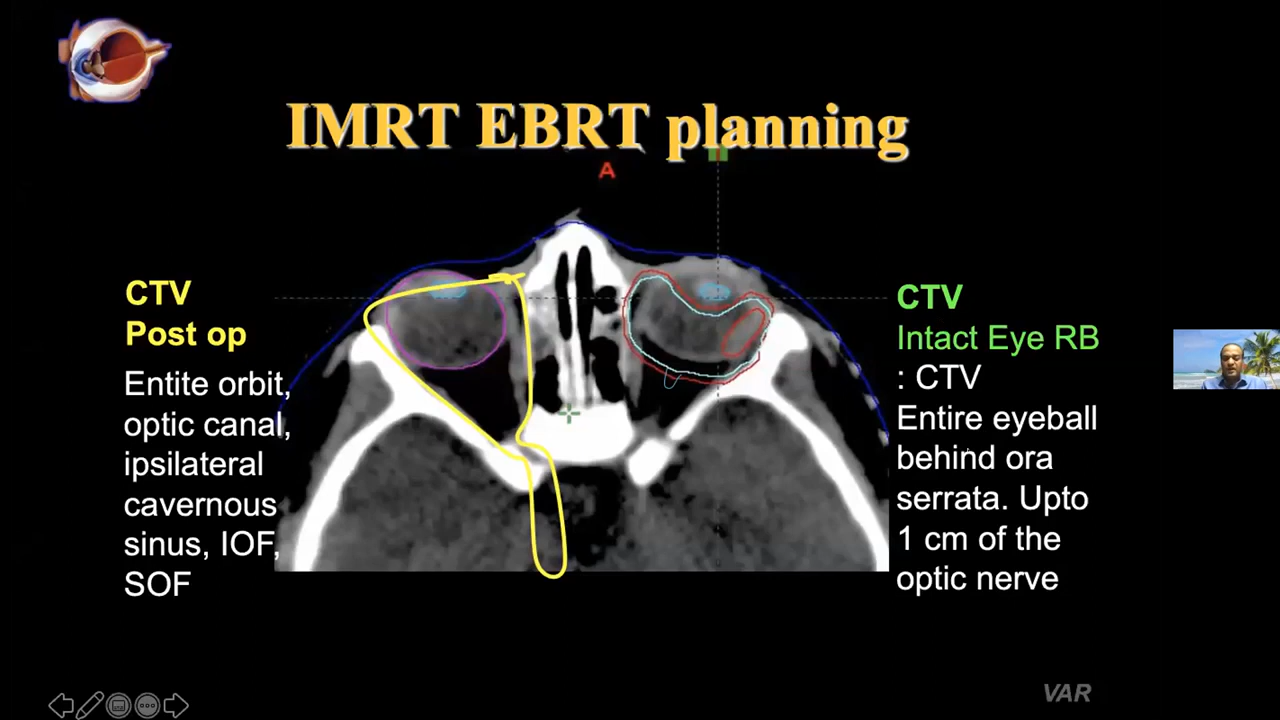 IMRT EBRT planning
A
CTV
Post op
Entite orbit,
optic canal,
ipsilateral
cavernous
sinus, IOF,
SOF
CTV
Intact Eye RB
: CTV
Entire eyeball
behind ora
serrata. Upto
1 cm of the
optic nerve
VAR